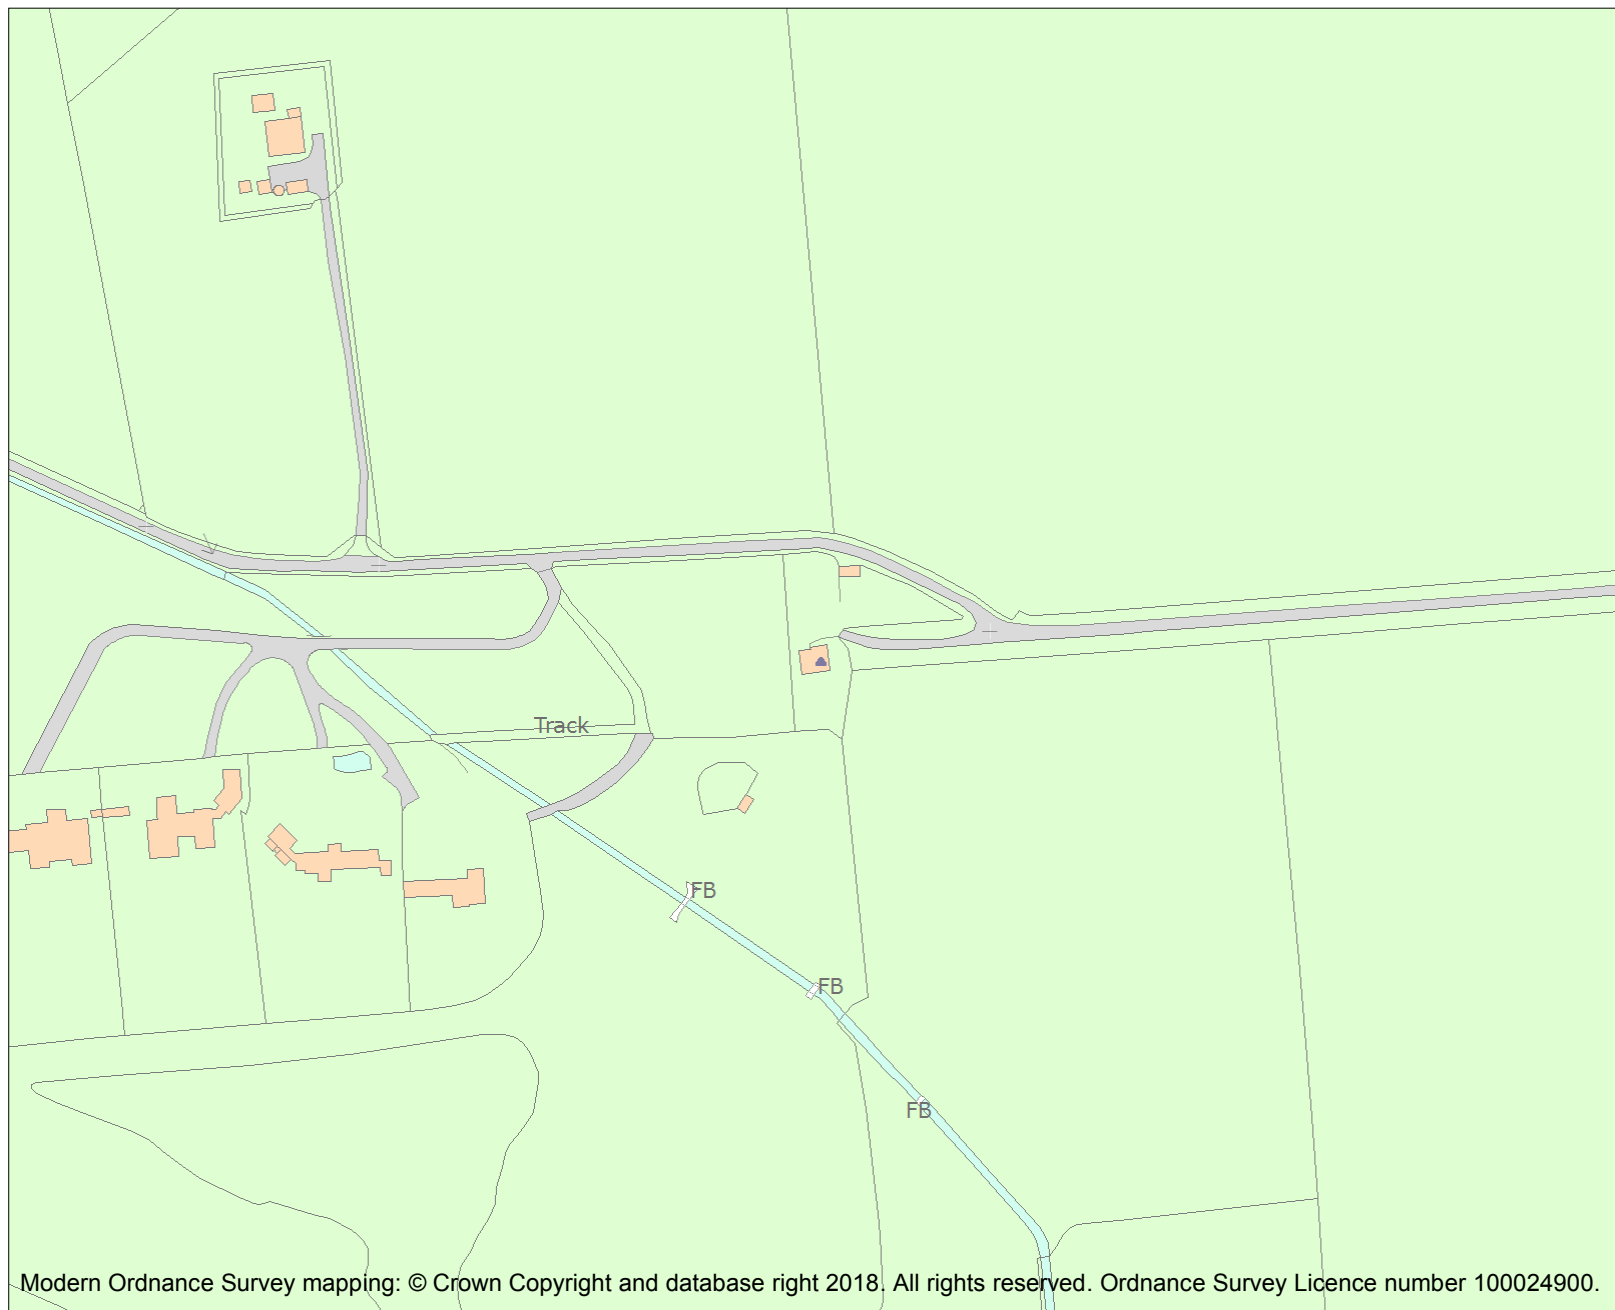 Track
FB
FB
FB
Modern Ordnance Survey mapping: © Crown Copyright and database right 2018. All rights reserved. Ordnance Survey Licence number 100024900.